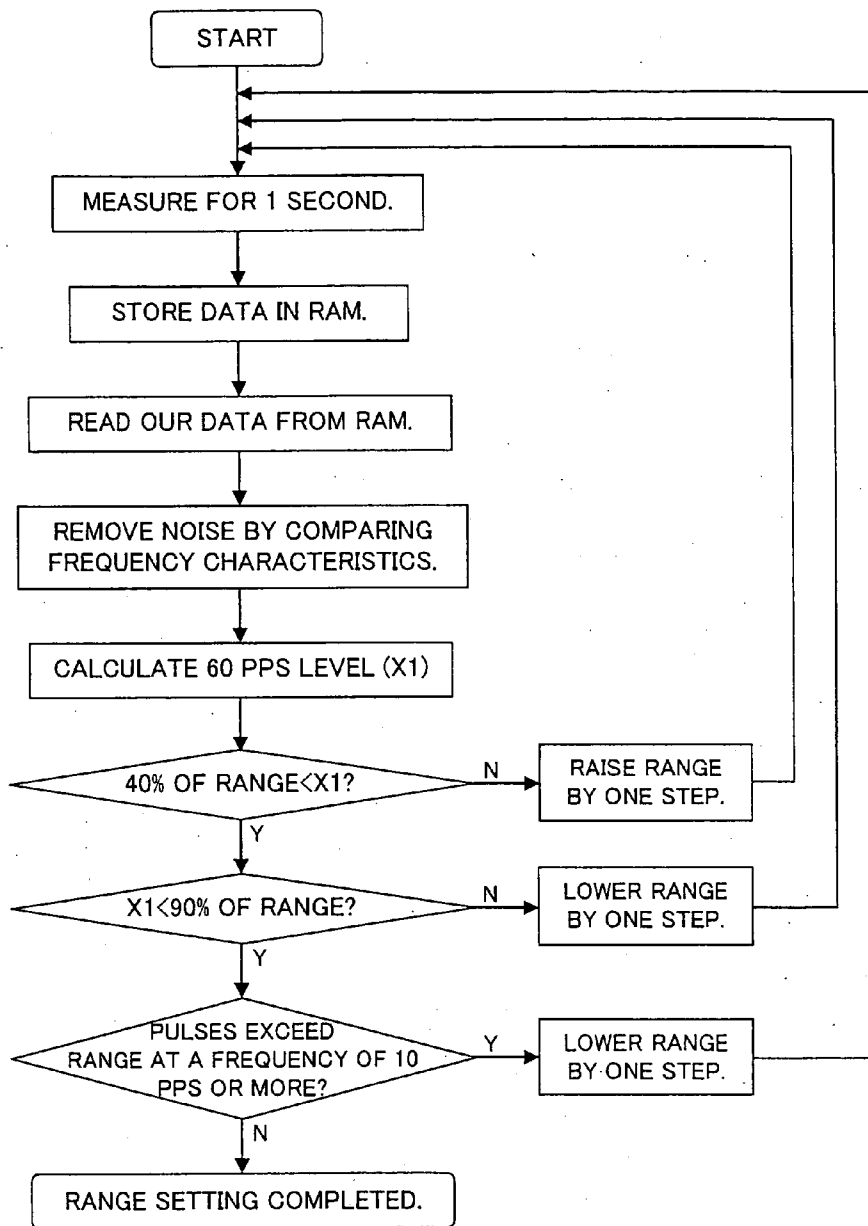 START
MEASURE FOR 1 SECOND.
STORE DATA IN RAM.
READ OUR DATA FROM RAM.
REMOVE NOISE BY COMPARING
FREQUENCY CHARACTERISTICS.
CALCULATE 60 PPS LEVEL (X1)
40% OF RANGE<X1?
N
RAISE RANGE
BY ONE STEP.
Y
X1<90% OF RANGE?
N
LOWER RANGE
BY ONE STEP.
Y
PULSES EXCEED
RANGE AT A FREQUENCY OF 10
PPS OR MORE?
Y
LOWER RANGE
BY ONE STEP.
N
RANGE SETTING COMPLETED.